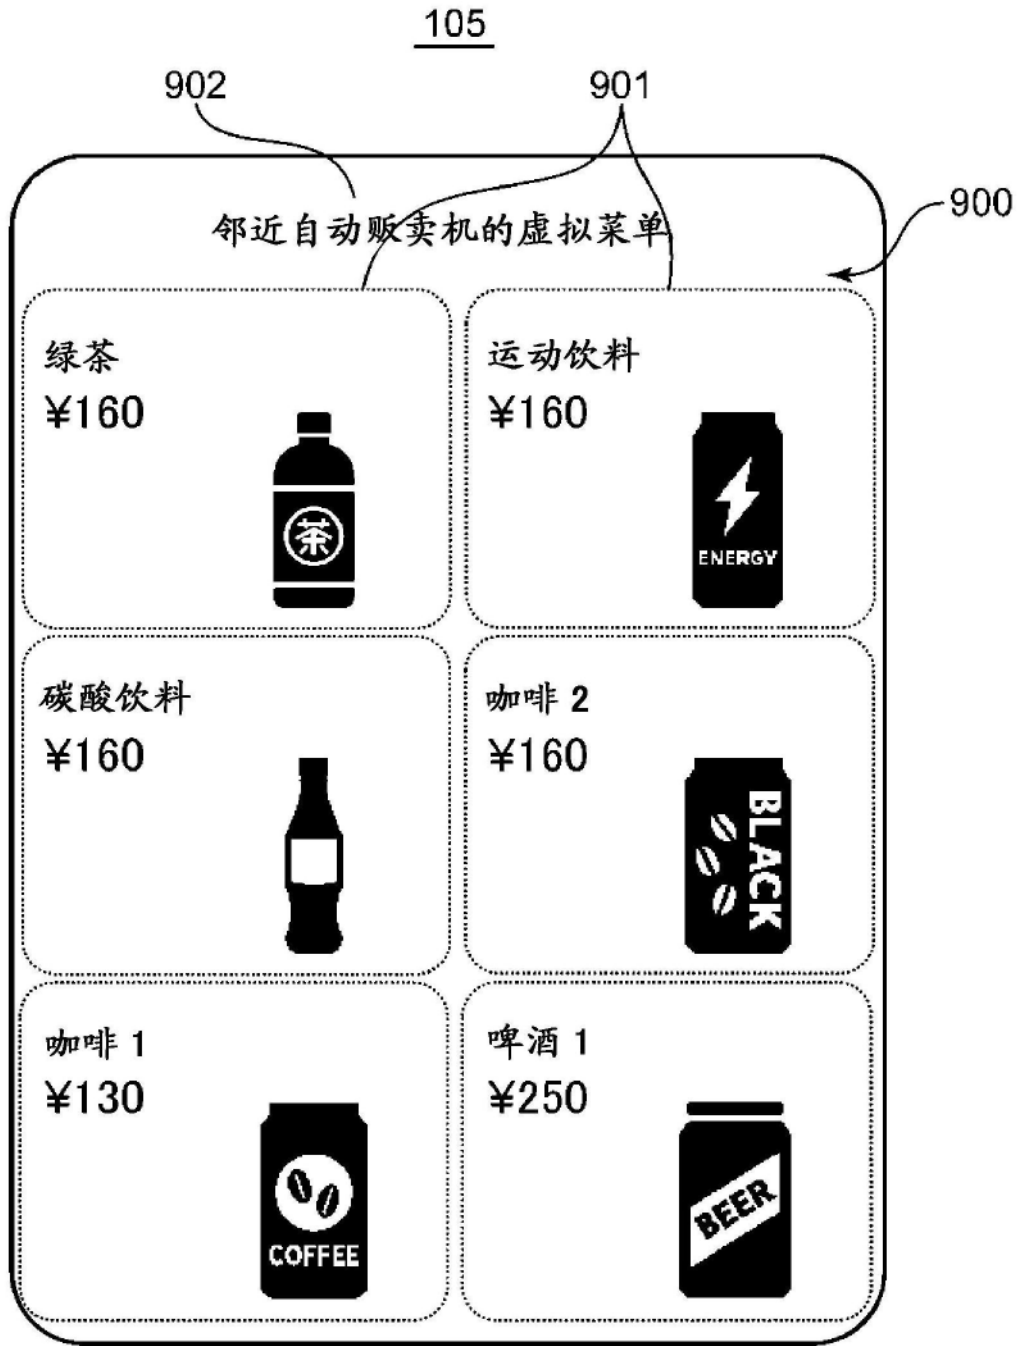 105
902
901
900
邻近自动贩卖机的虚拟菜单
绿茶
¥160
茶
运动饮料
¥160
ENERGY
碳酸饮料
¥160
咖啡 2
¥160
BLACK
咖啡 1
¥130
COFFEE
啤酒 1
¥250
BEER